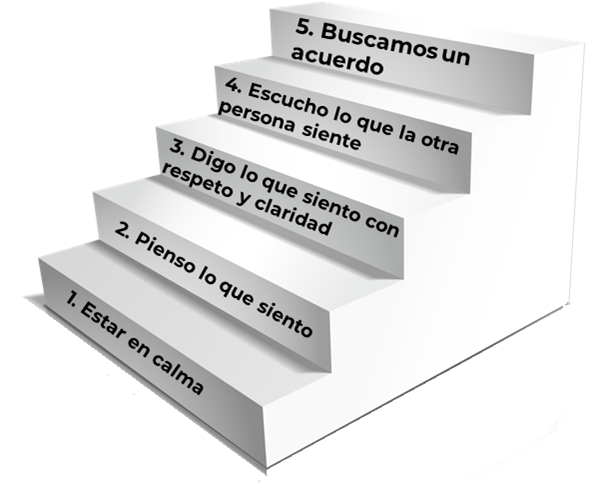 5. Buscamos un
acuerdo
4. Escucho lo que la otra
persona siente
3. Digo lo que siento con
respeto y claridad
2. Pienso lo que siento
1. Estar en calma